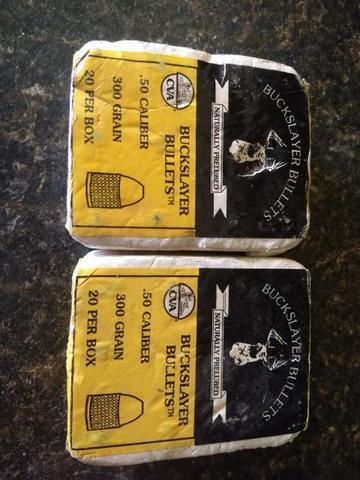 BUCKSLAYER BULLETS
NATURALLY PRELUBED
CVA
BUCKSLAYER
BULLETS™
.50 CALIBER
300 GRAIN
20 PER BOX
BUCKSLAYER BULLETS
NATURALLY PRELUBED
CVA
BUCKSLAYER
BULLETS™
.50 CALIBER
300 GRAIN
20 PER BOX